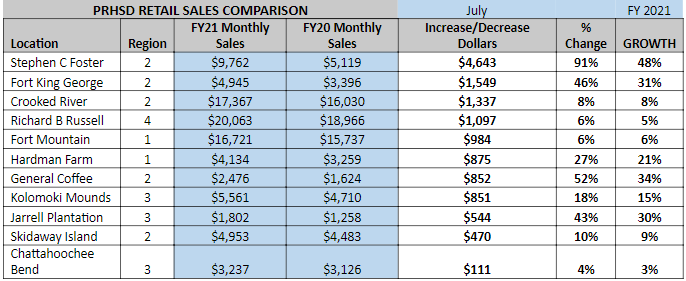 PRHSD RETAIL SALES COMPARISON July FY 2021
Location Region FY21 Monthly Sales FY20 Monthly Sales Increase/Decrease Dollars % Change GROWTH
Stephen C Foster 2 $9,762 $5,119 $4,643 91% 48%
Fort King George 2 $4,945 $3,396 $1,549 46% 31%
Crooked River 2 $17,367 $16,030 $1,337 8% 8%
Richard B Russell 4 $20,063 $18,966 $1,097 6% 5%
Fort Mountain 1 $16,721 $15,737 $984 6% 6%
Hardman Farm 1 $4,134 $3,259 $875 27% 21%
General Coffee 2 $2,476 $1,624 $852 52% 34%
Kolomoki Mounds 3 $5,561 $4,710 $851 18% 15%
Jarrell Plantation 3 $1,802 $1,258 $544 43% 30%
Skidaway Island 2 $4,953 $4,483 $470 10% 9%
Chattahoochee
Bend 3 $3,237 $3,126 $111 4% 3%